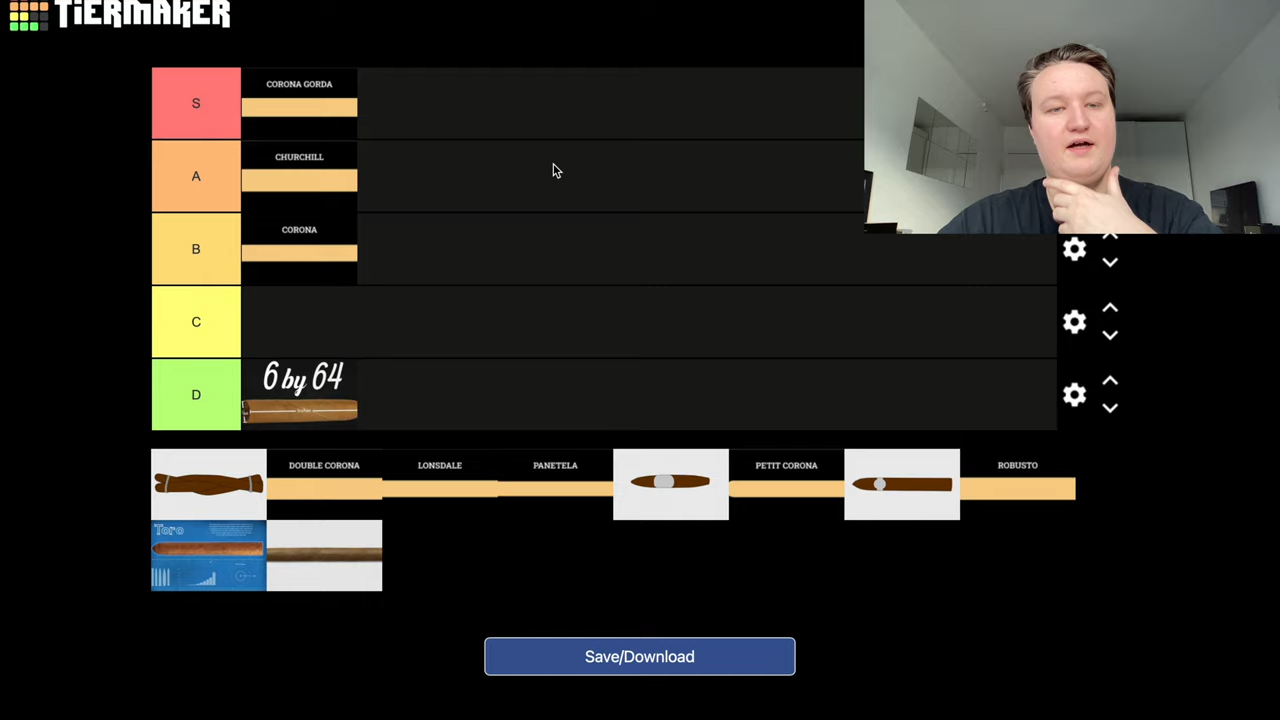 TIERMAKER
S
CORONA GORDA
A
CHURCHILL
B
CORONA
C
D
6 by 64
DOUBLE CORONA
LONSDALE
PANETELA
PETIT CORONA
ROBUSTO
Toro
Save/Download